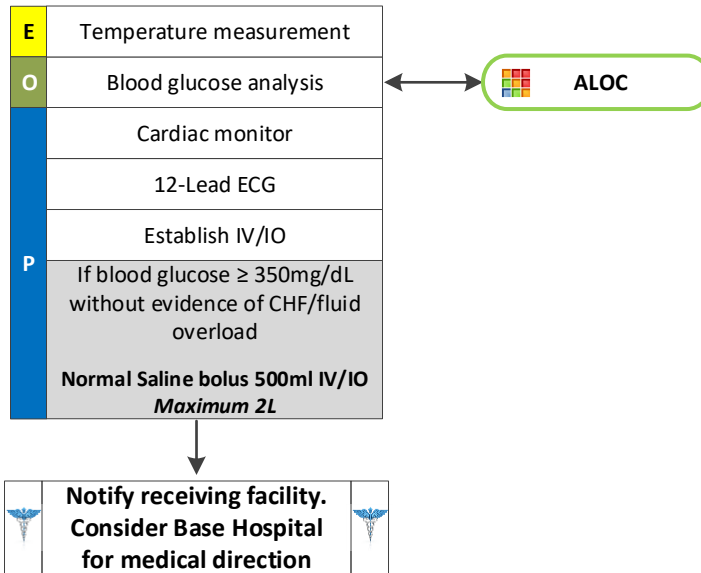 E
Temperature measurement
O
Blood glucose analysis
ALOC
P
Cardiac monitor
12-Lead ECG
Establish IV/IO
If blood glucose ≥ 350mg/dL
without evidence of CHF/fluid
overload
Normal Saline bolus 500ml IV/IO
Maximum 2L
Notify receiving facility.
Consider Base Hospital
for medical direction